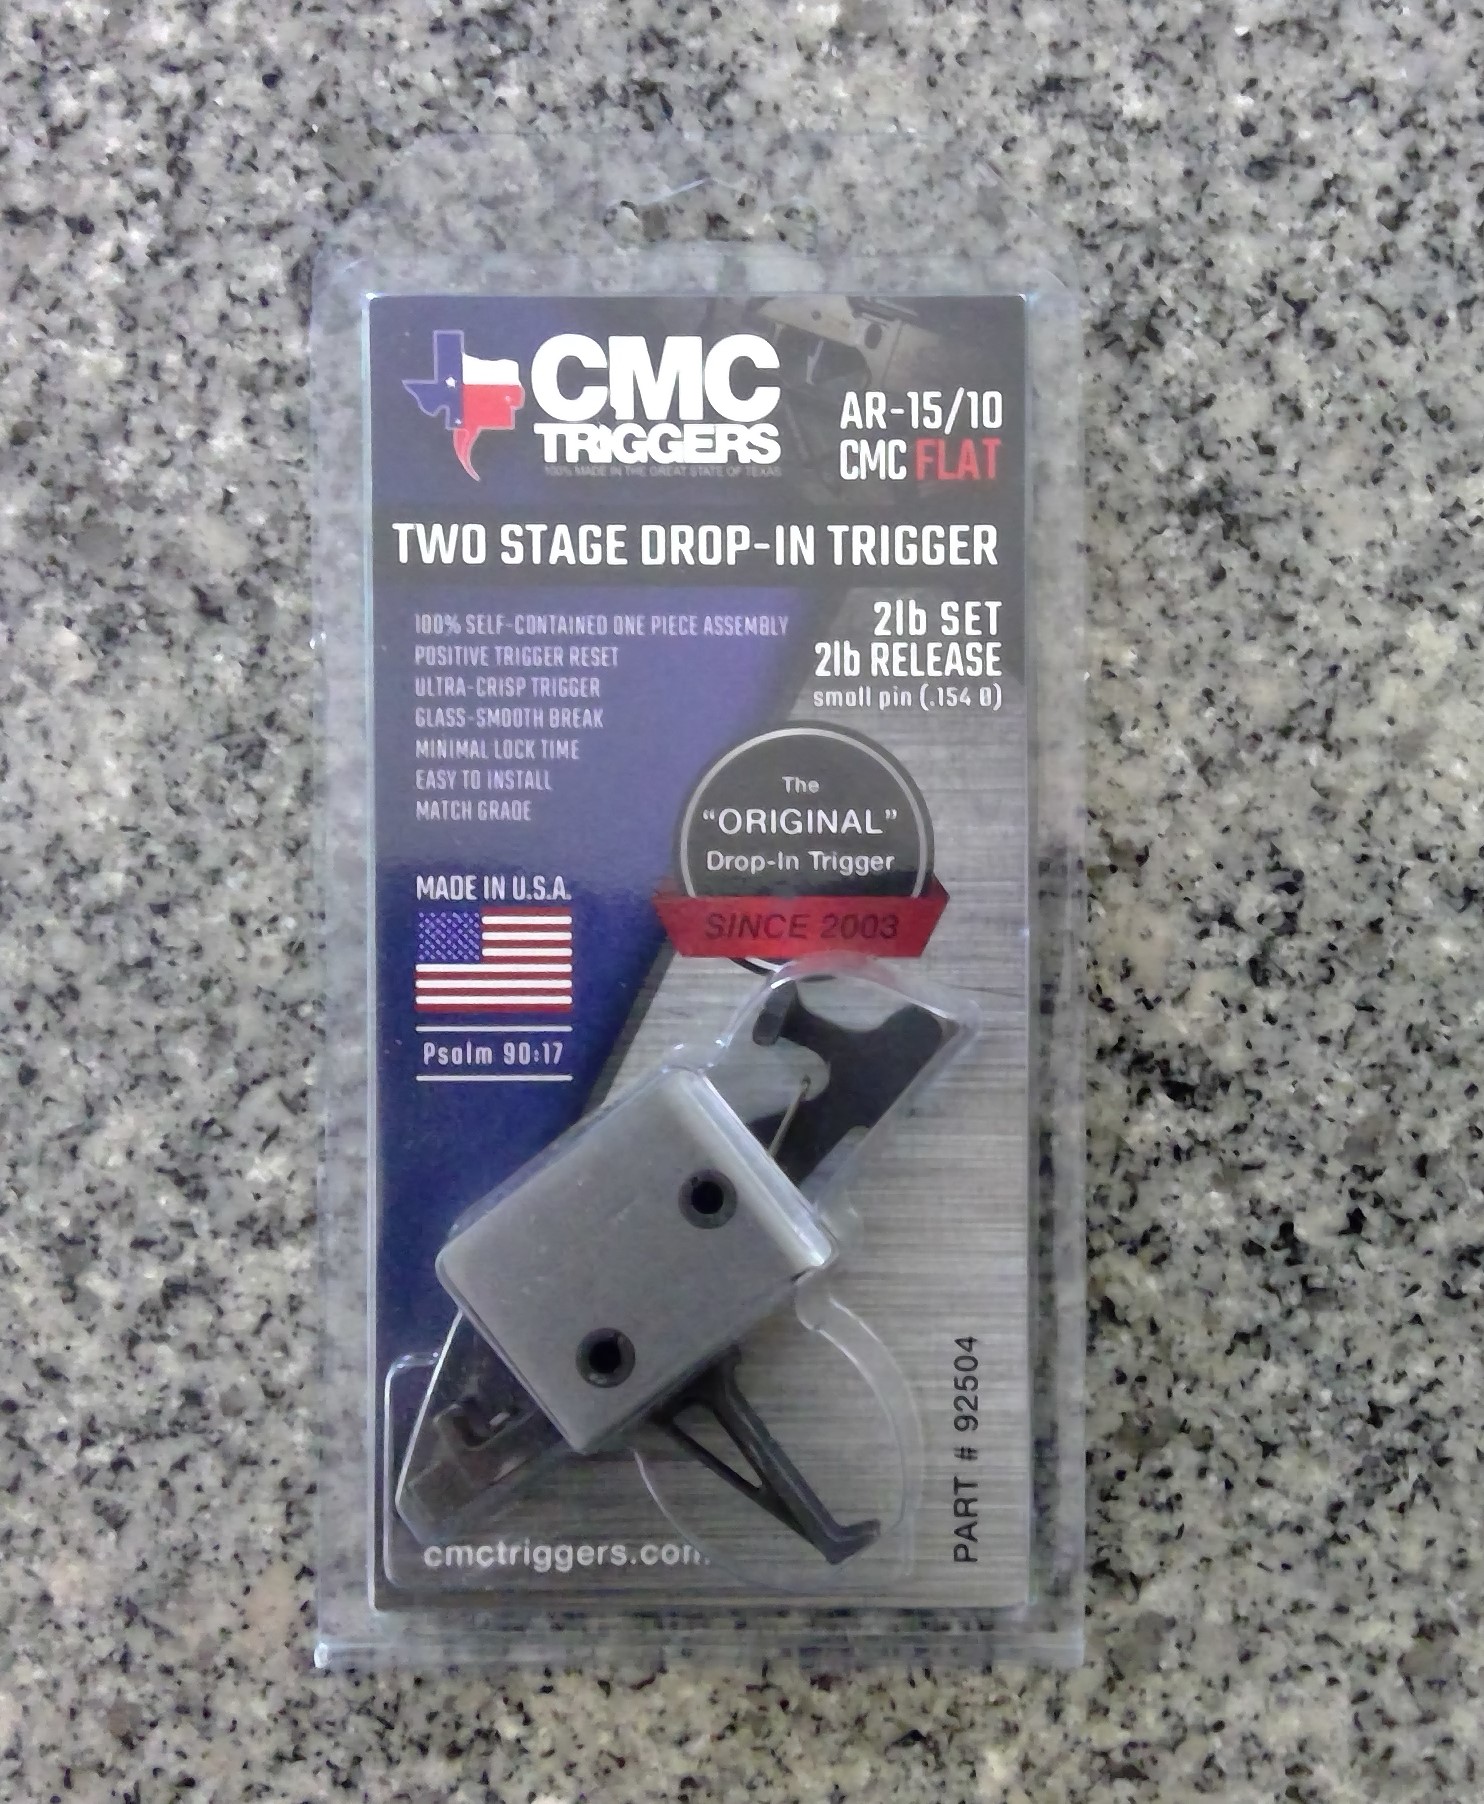 CMC
TRIGGERS
100% MADE IN THE GREAT STATE OF TEXAS
AR-15/10
CMC FLAT
TWO STAGE DROP-IN TRIGGER
100% SELF-CONTAINED ONE PIECE ASSEMBLY
POSITIVE TRIGGER RESET
ULTRA-CRISP TRIGGER
GLASS-SMOOTH BREAK
MINIMAL LOCK TIME
EASY TO INSTALL
MATCH GRADE
2lb SET
2lb RELEASE
small pin (.154 Ø)
The
“ORIGINAL”
Drop-In Trigger
SINCE 2003
MADE IN U.S.A.
Psalm 90:17
cmctriggers.com
PART # 92504